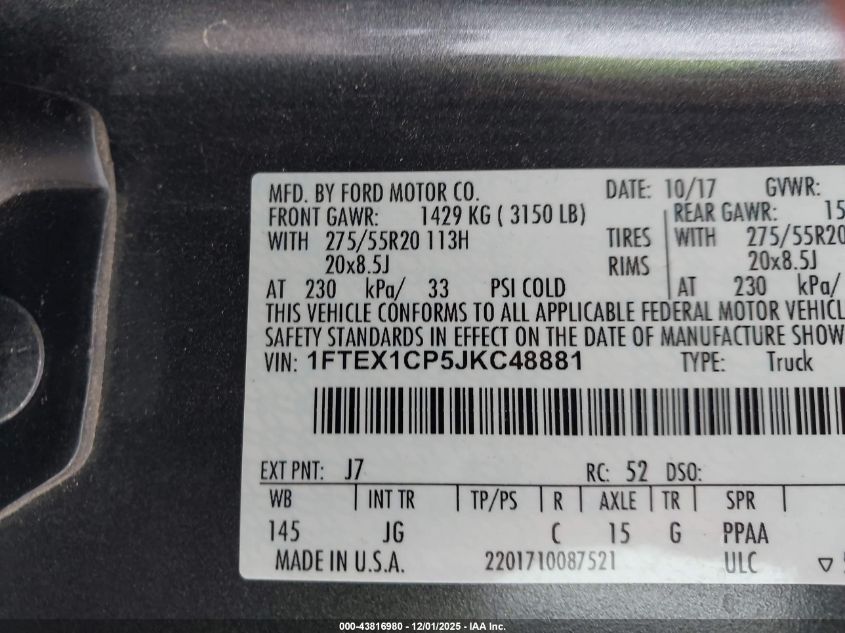 MFD. BY FORD MOTOR CO. DATE: 10/17 GVWR:
FRONT GAWR: 1429 KG ( 3150 LB) REAR GAWR: 15
WITH 275/55R20 113H TIRES WITH 275/55R20
20x8.5J RIMS 20x8.5J
AT 230 kPa/ 33 PSI COLD AT 230 kPa/
THIS VEHICLE CONFORMS TO ALL APPLICABLE FEDERAL MOTOR VEHICL
SAFETY STANDARDS IN EFFECT ON THE DATE OF MANUFACTURE SHOW
VIN: 1FTEX1CP5JKC48881 TYPE: Truck
EXT PNT: J7 RC: 52 DSO:
WB INT TR TP/PS R AXLE TR SPR
145 JG C 15 G PPAA
MADE IN U.S.A. 2201710087521 ULC ▽ 5
000-43816980 - 12/01/2025 - IAA Inc.